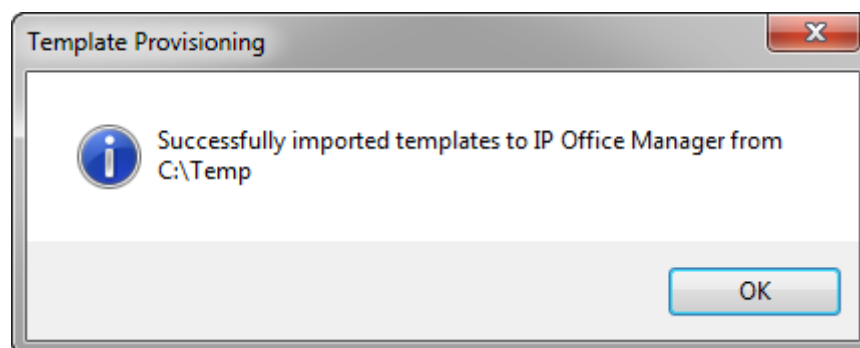 Template Provisioning
Successfully imported templates to IP Office Manager from
C:\Temp
OK